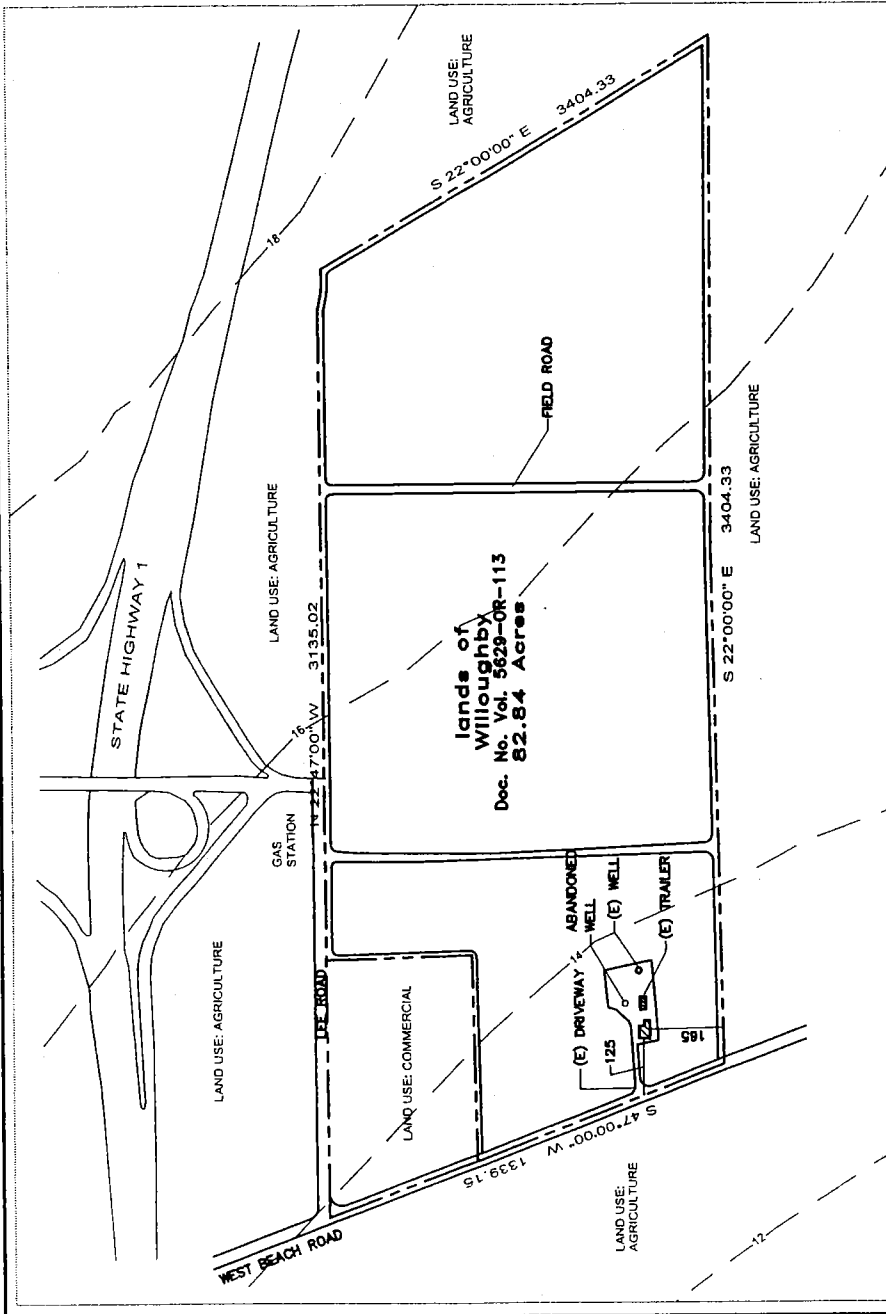 STATE HIGHWAY 1
18
LAND USE:
AGRICULTURE
S 22°00'00" E 3404.33
LAND USE: AGRICULTURE
16
GAS
STATION
N 22°47'00" W 3135.02
LAND USE: AGRICULTURE
LEE ROAD
FIELD ROAD
lands of
Willoughby
Doc. No. Vol. 5629-OR-113
82.84 Acres
LAND USE: COMMERCIAL
WEST BEACH ROAD
S 47°00'00" W 1339.15
(E) DRIVEWAY
125
ABANDONED
WELL
(E) WELL
14
(E) TRAILER
165
S 22°00'00" E 3404.33
LAND USE: AGRICULTURE
LAND USE:
AGRICULTURE
12